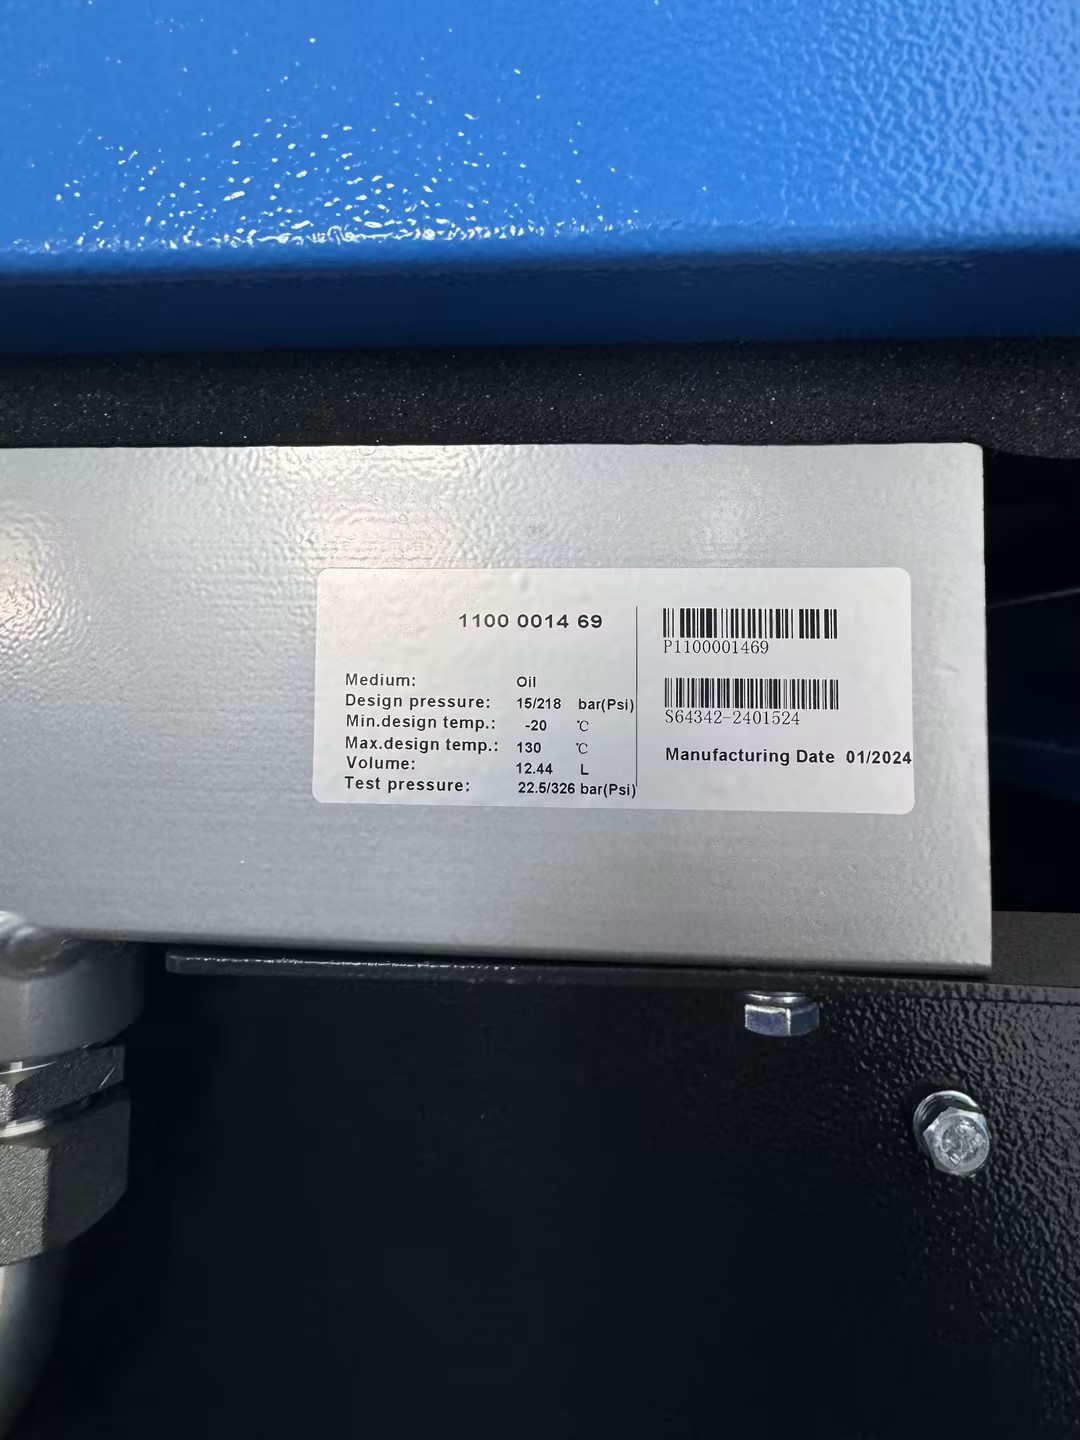 1100 0014 69
Medium: Oil
Design pressure: 15/218 bar(Psi)
Min.design temp.: -20 ℃
Max.design temp.: 130 ℃
Volume: 12.44 L
Test pressure: 22.5/326 bar(Psi)
P1100001469
S64342-2401524
Manufacturing Date 01/2024